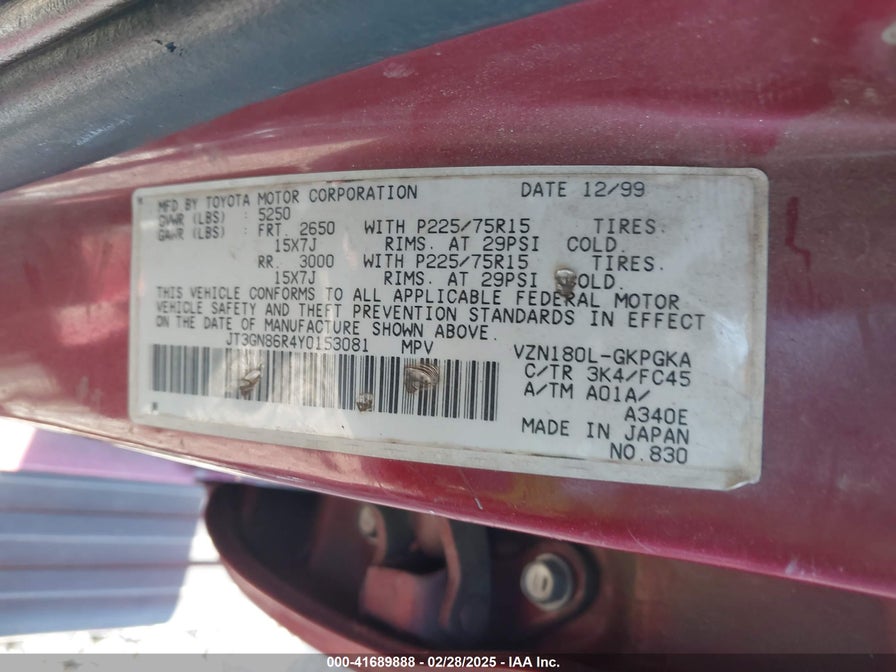 MFD BY TOYOTA MOTOR CORPORATION DATE 12/99
GVWR (LBS) : 5250
GAWR (LBS) : FRT. 2650 WITH P225/75R15 TIRES.
15X7J RIMS. AT 29PSI COLD.
RR. 3000 WITH P225/75R15 TIRES.
15X7J RIMS. AT 29PSI COLD.
THIS VEHICLE CONFORMS TO ALL APPLICABLE FEDERAL MOTOR
VEHICLE SAFETY AND THEFT PREVENTION STANDARDS IN EFFECT
ON THE DATE OF MANUFACTURE SHOWN ABOVE.
JT3GN86R4Y0153081 MPV VZN180L-GKPGKA
C/TR 3K4/FC45
A/TM A01A/
A340E
MADE IN JAPAN
NO.830
000-41689888 - 02/28/2025 - IAA Inc.